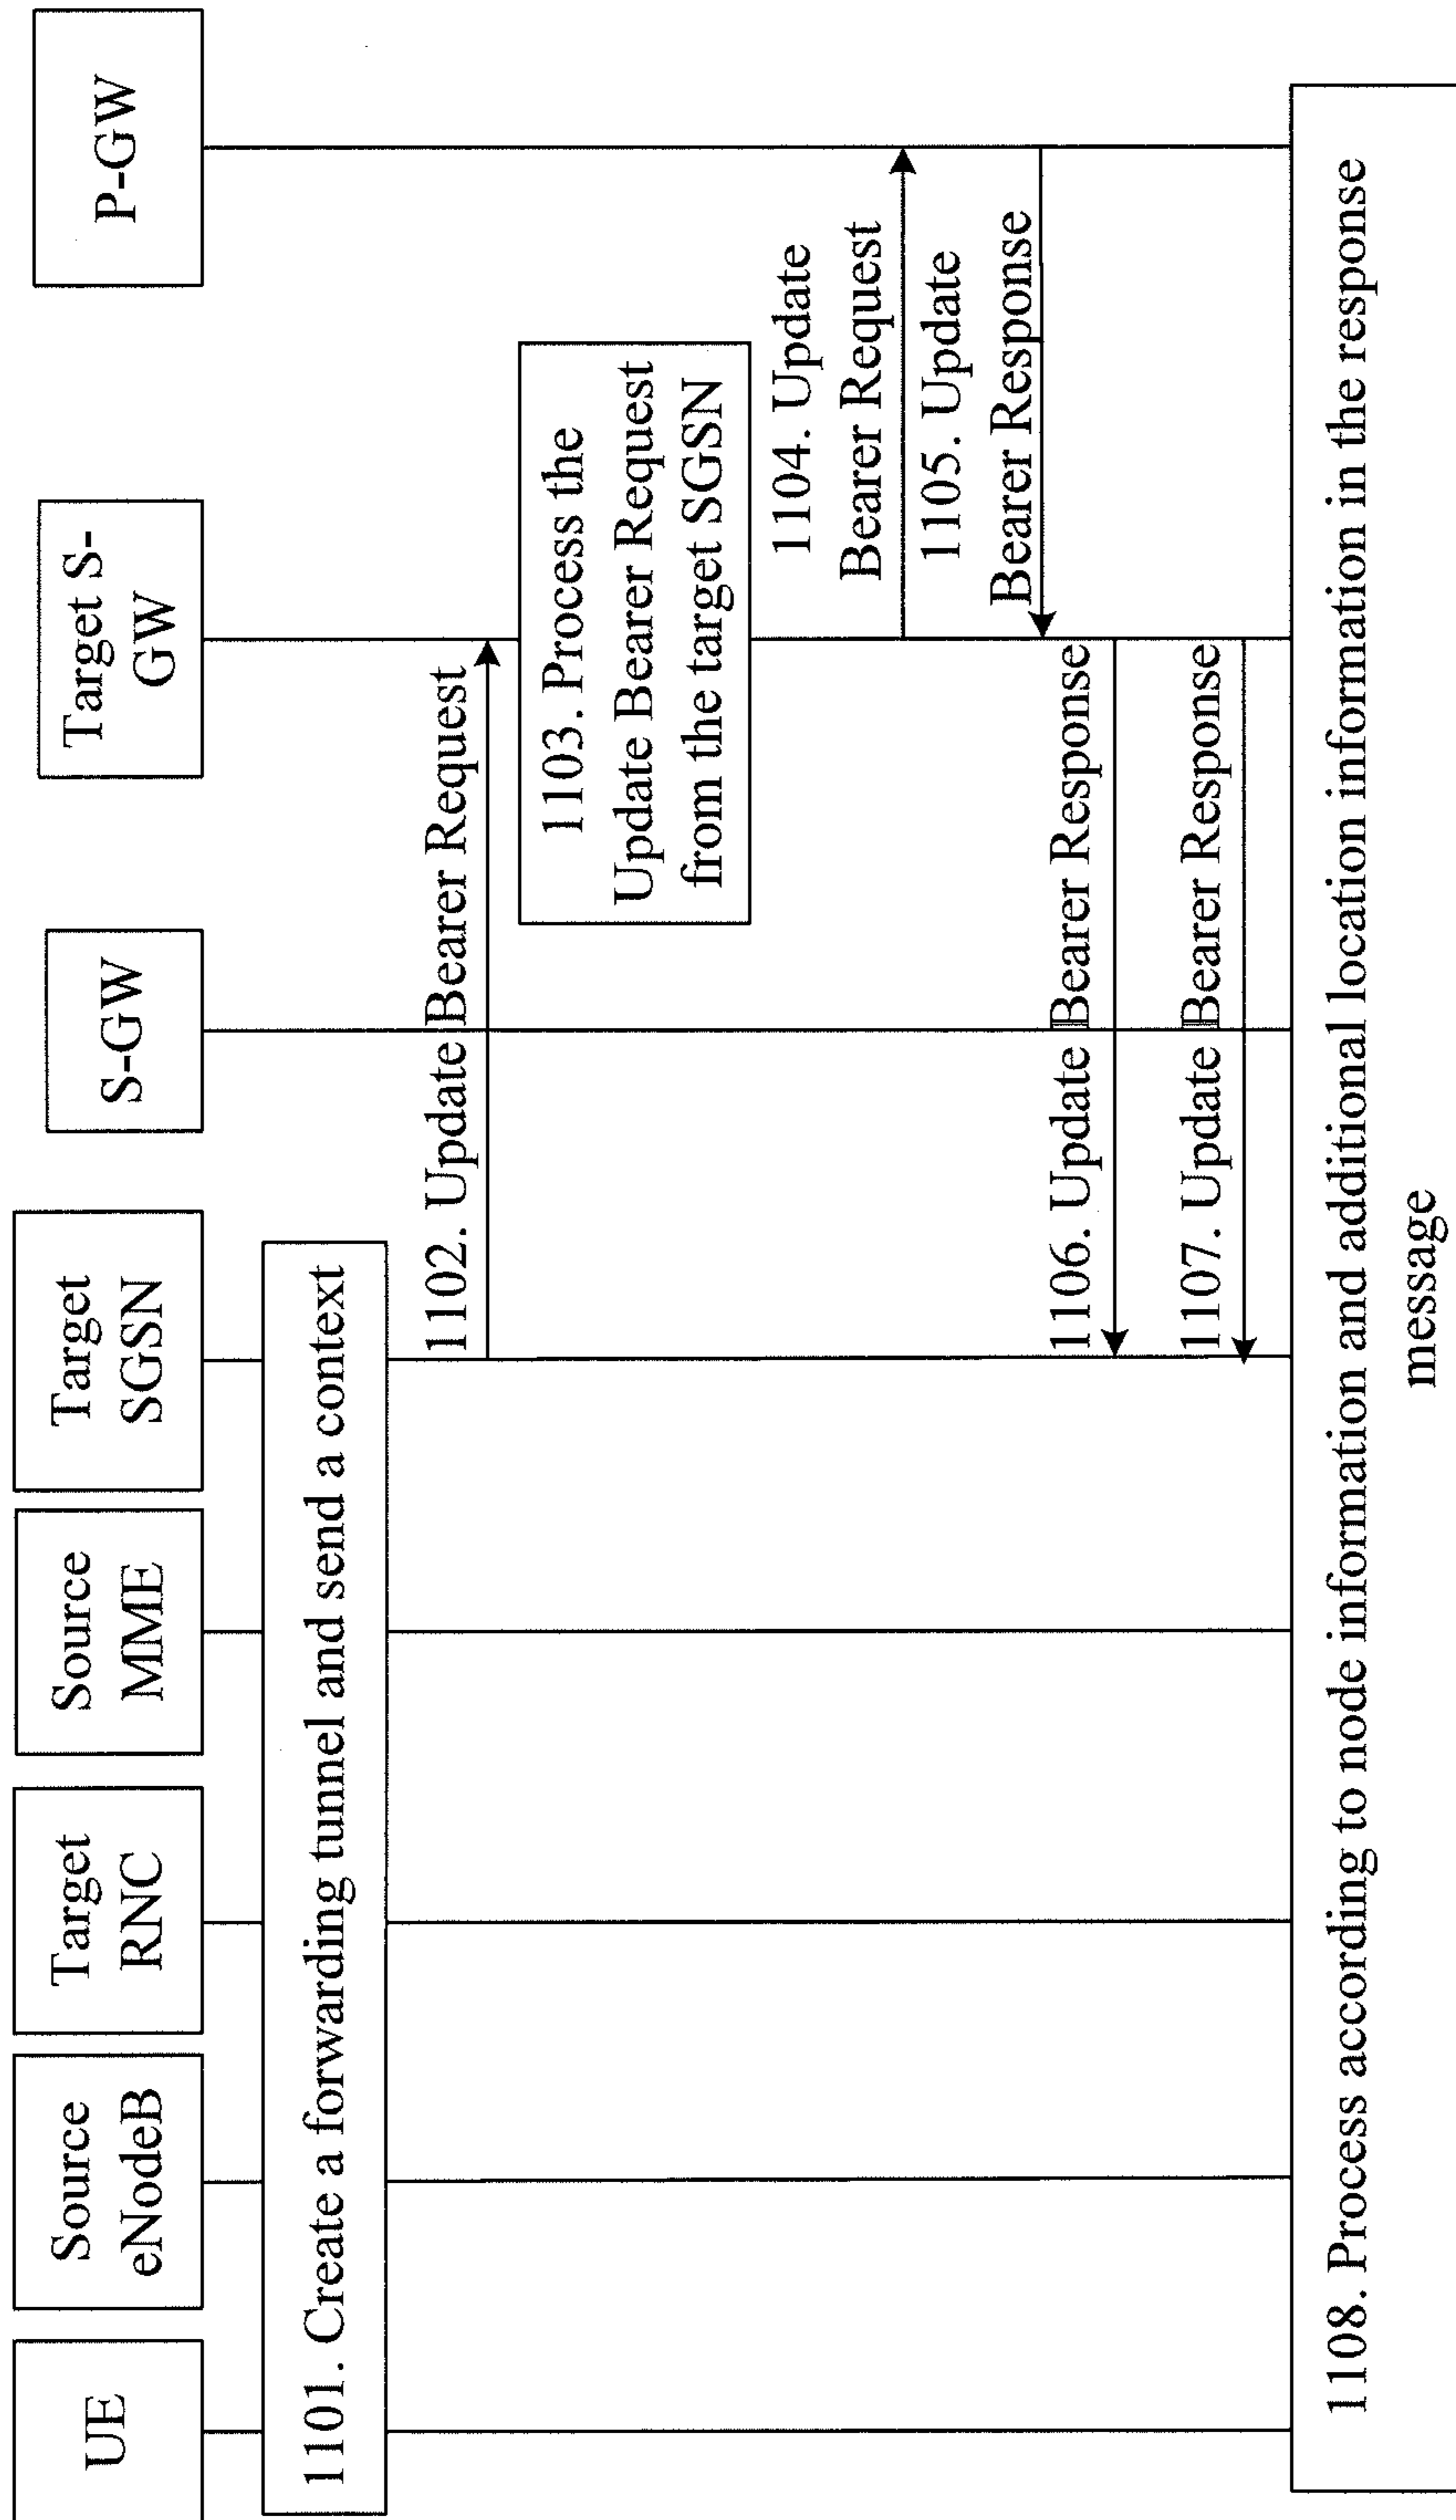 UE
Source
eNodeB
Target
RNC
Source
MME
Target
SGSN
S-GW
Target S-
GW
P-GW
1101. Create a forwarding tunnel and send a context
1102. Update Bearer Request
1103. Process the
Update Bearer Request
from the target SGSN
1104. Update
Bearer Request
1105. Update
Bearer Response
1106. Update Bearer Response
1107. Update Bearer Response
1108. Process according to node information and additional location information in the response
message